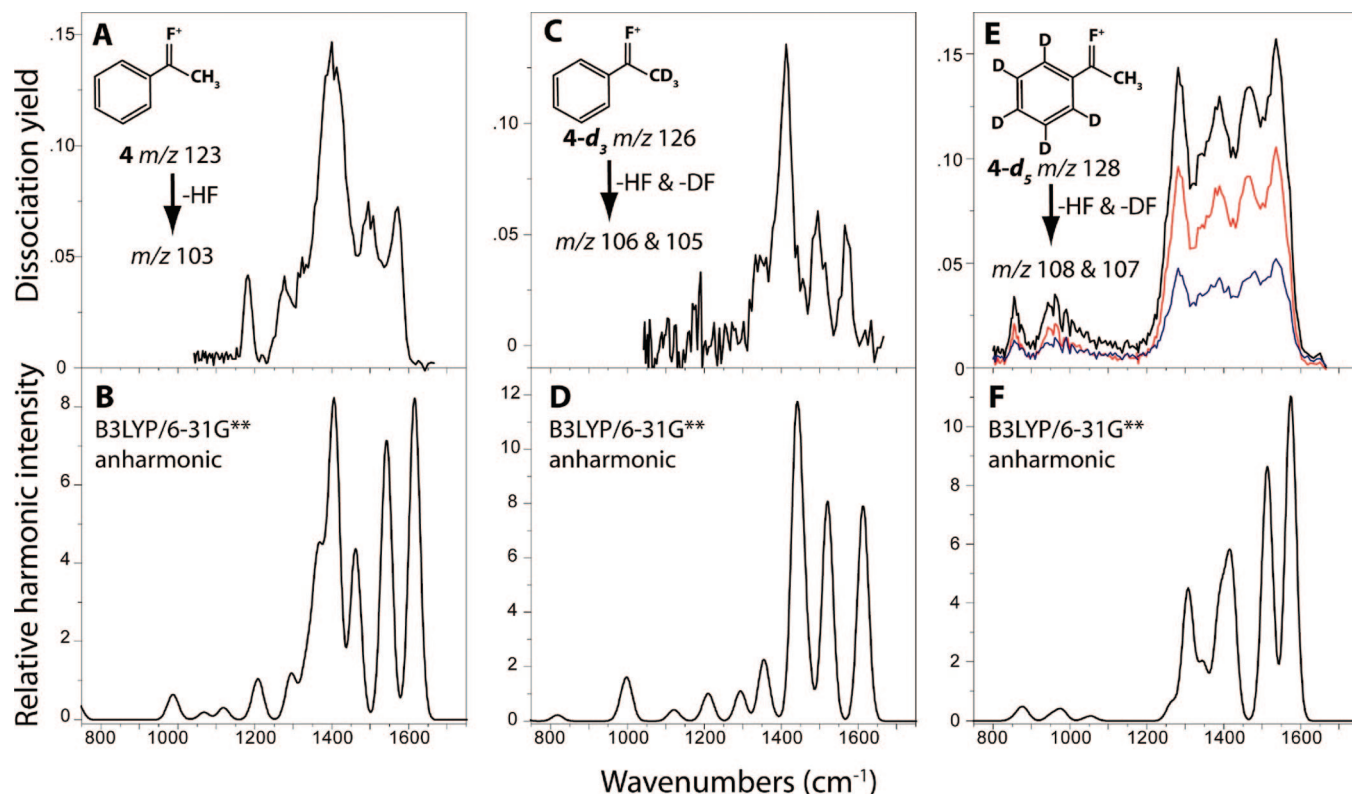 Dissociation yield
Relative harmonic intensity
A
F+
CH3
4 m/z 123
-HF
m/z 103
.15
.10
.05
0
B
B3LYP/6-31G**
anharmonic
8
6
4
2
0
800 1000 1200 1400 1600
C
F+
CD3
4-d3 m/z 126
-HF & -DF
m/z 106 & 105
.15
.10
.05
0
D
B3LYP/6-31G**
anharmonic
12
10
8
6
4
2
0
800 1000 1200 1400 1600
E
F+
CH3
D
D
D
D
D
4-d5 m/z 128
-HF & -DF
m/z 108 & 107
.15
.10
.05
0
F
B3LYP/6-31G**
anharmonic
10
8
6
4
2
0
800 1000 1200 1400 1600
Wavenumbers (cm-1)